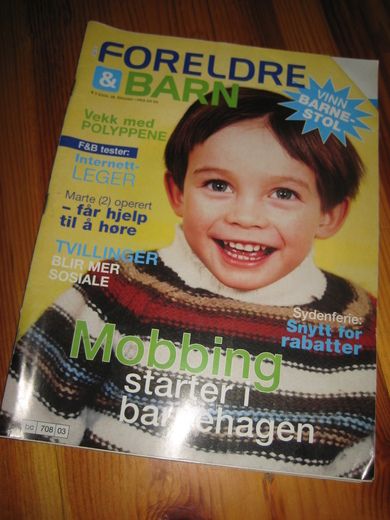 FORELDRE
& BARN
VINN
BARNE-
STOL
Vekk med
POLYPPENE
F&B tester:
Internett-
LEGER
Marte (2) operert
– får hjelp
til å høre
TVILLINGER
BLIR MER
SOSIALE
Sydenferie:
Snytt for
rabatter
Mobbing
starter i
barnehagen
bc 708 03